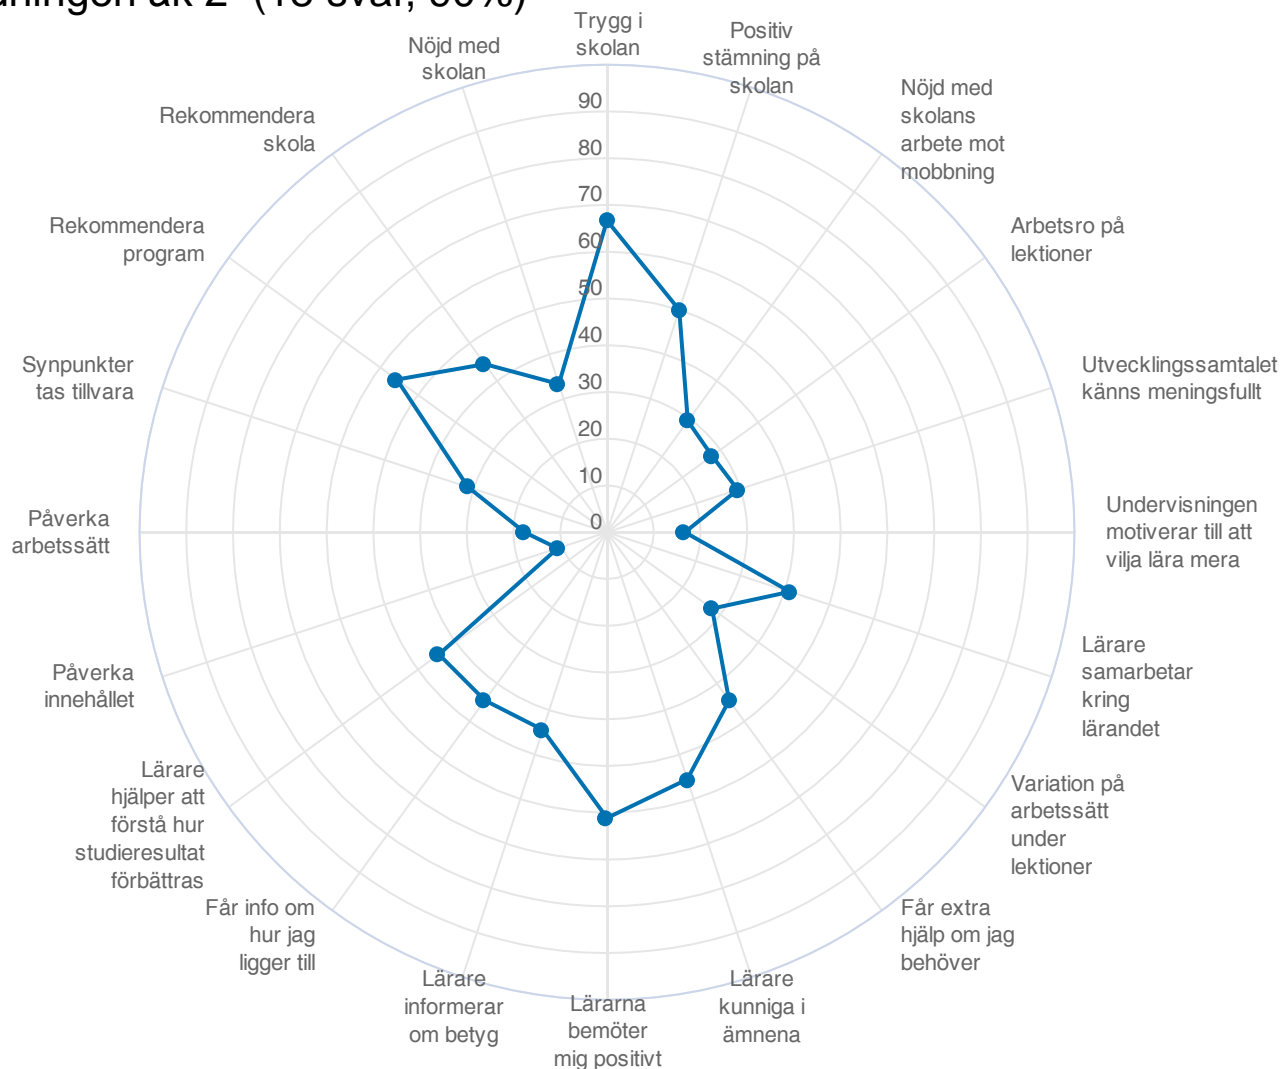 Trygg i
skolan
Positiv
stämning på
skolan
Nöjd med
skolans
arbete mot
mobbning
Arbetsro på
lektioner
Utvecklingssamtalet
känns meningsfullt
Undervisningen
motiverar till att
vilja lära mera
Lärare
samarbetar
kring
lärandet
Variation på
arbetssätt
under
lektioner
Får extra
hjälp om jag
behöver
Lärare
kunniga i
ämnena
Lärarna
bemöter
mig positivt
Lärare
informerar
om betyg
Får info om
hur jag
ligger till
Lärare
hjälper att
förstå hur
studieresultat
förbättras
Påverka
innehållet
Påverka
arbetssätt
Synpunkter
tas tillvara
Rekommendera
program
Rekommendera
skola
Nöjd med
skolan
90
80
70
60
50
40
30
20
10
0